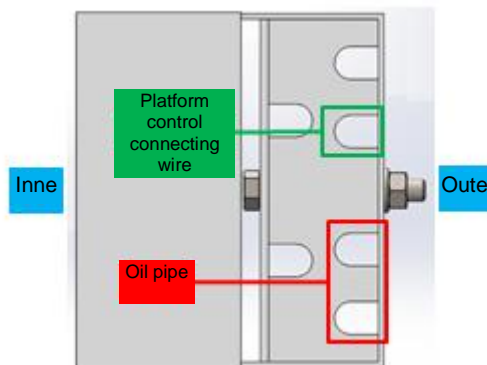 Platform
control
connecting
wire
Inne
Oute
Oil pipe